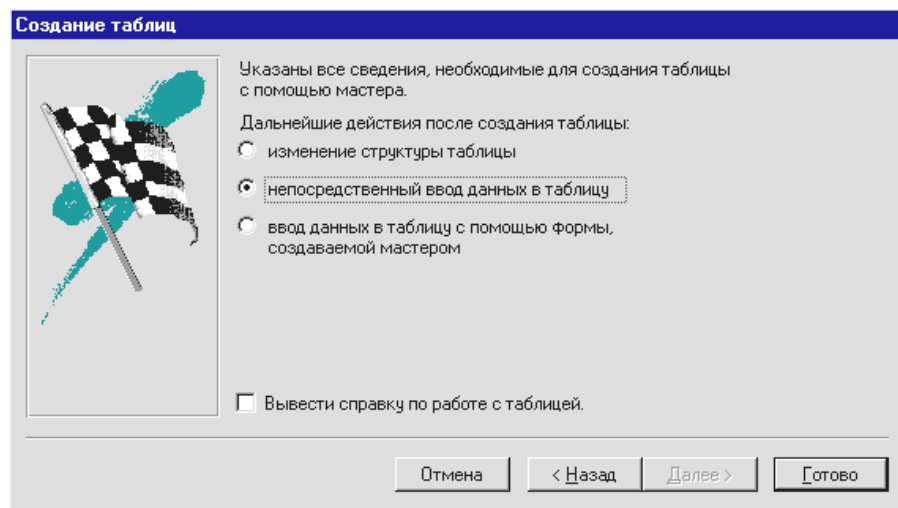 Создание таблиц
Указаны все сведения, необходимые для создания таблицы
с помощью мастера.
Дальнейшие действия после создания таблицы:
изменение структуры таблицы
непосредственный ввод данных в таблицу
ввод данных в таблицу с помощью формы,
создаваемой мастером
Вывести справку по работе с таблицей.
Отмена
< Назад
Далее >
Готово